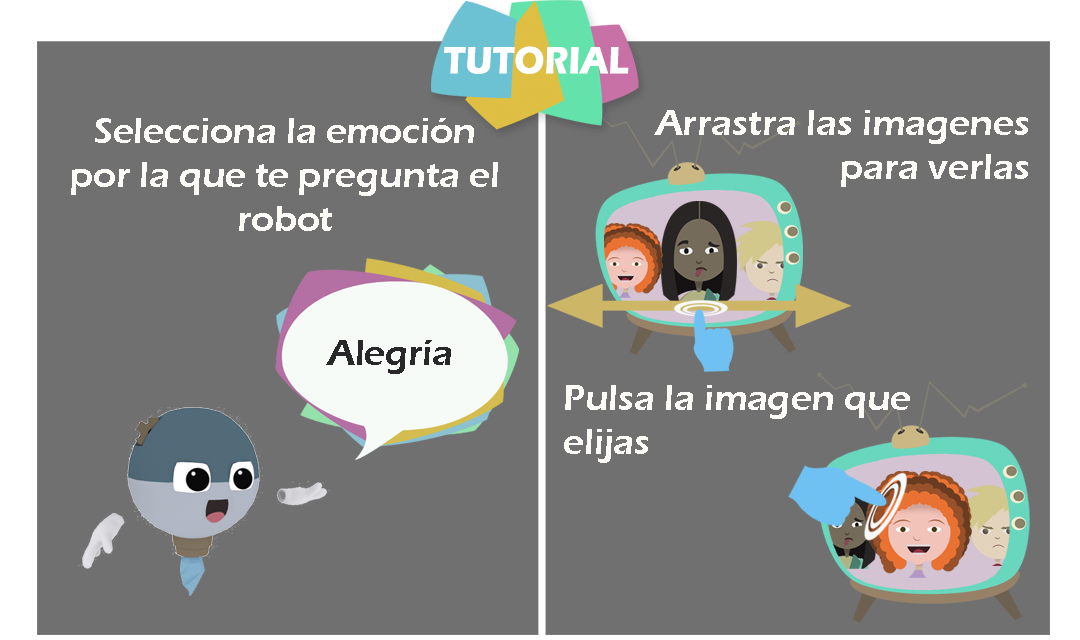 TUTORIAL
Selecciona la emoción
por la que te pregunta el
robot
Alegría
Arrastra las imagenes
para verlas
Pulsa la imagen que
elijas